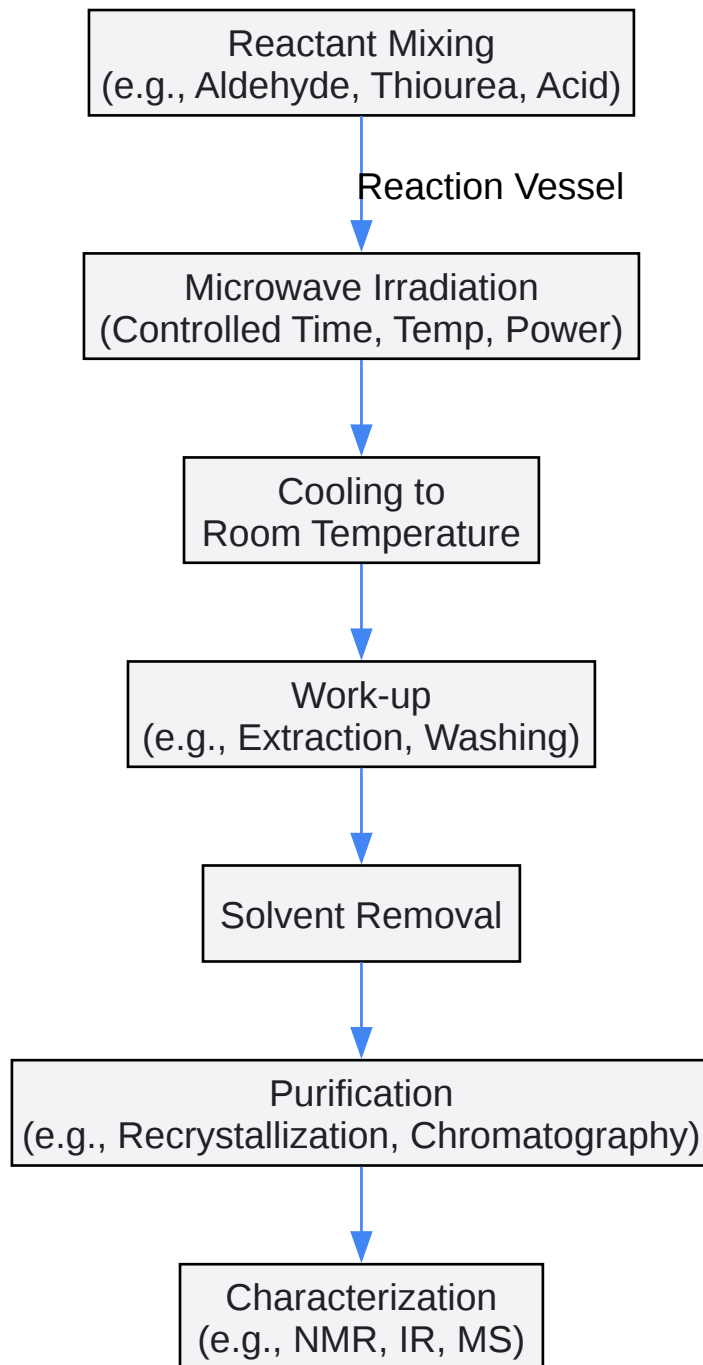 Reactant Mixing
(e.g., Aldehyde, Thiourea, Acid)
Reaction Vessel
Microwave Irradiation
(Controlled Time, Temp, Power)
Cooling to
Room Temperature
Work-up
(e.g., Extraction, Washing)
Solvent Removal
Purification
(e.g., Recrystallization, Chromatography)
Characterization
(e.g., NMR, IR, MS)